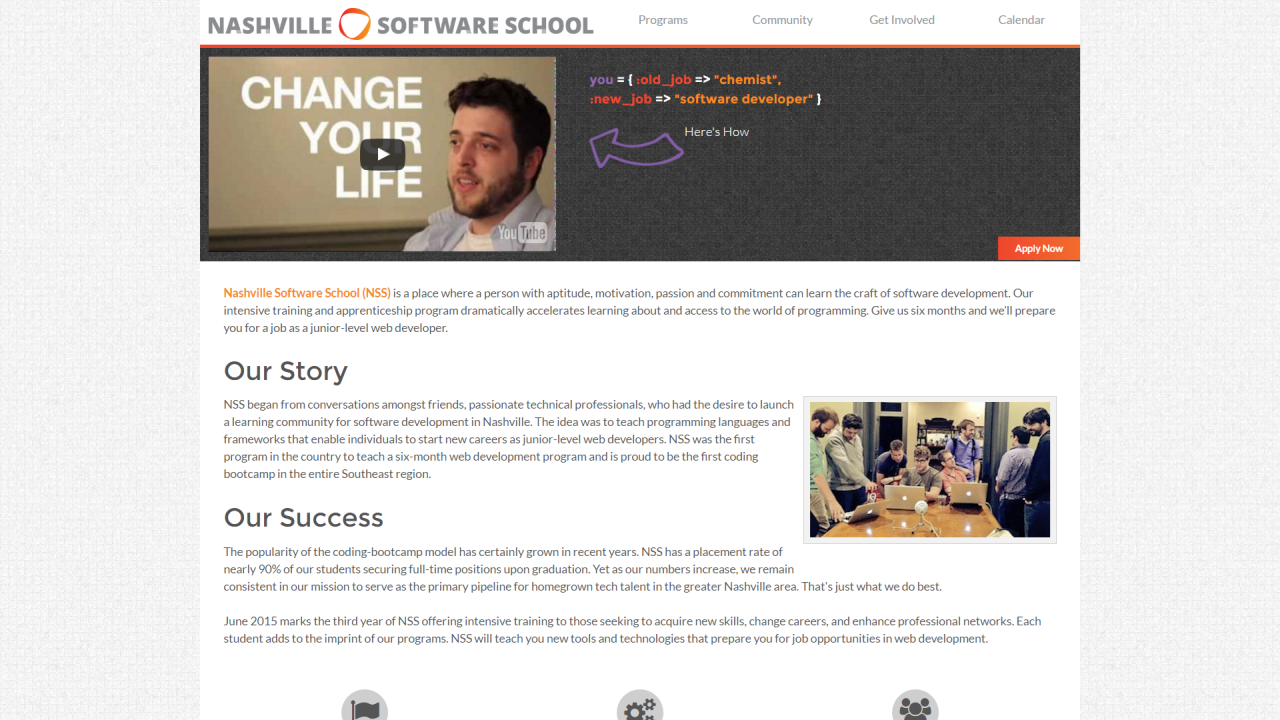 NASHVILLE SOFTWARE SCHOOL
Programs Community Get Involved Calendar
CHANGE
YOUR
LIFE
YouTube
you = { :old_job => "chemist",
:new_job => "software developer" }
Here's How
Apply Now
Nashville Software School (NSS) is a place where a person with aptitude, motivation, passion and commitment can learn the craft of software development. Our
intensive training and apprenticeship program dramatically accelerates learning about and access to the world of programming. Give us six months and we'll prepare
you for a job as a junior-level web developer.
Our Story
NSS began from conversations amongst friends, passionate technical professionals, who had the desire to launch
a learning community for software development in Nashville. The idea was to teach programming languages and
frameworks that enable individuals to start new careers as junior-level web developers. NSS was the first
program in the country to teach a six-month web development program and is proud to be the first coding
bootcamp in the entire Southeast region.
Our Success
The popularity of the coding-bootcamp model has certainly grown in recent years. NSS has a placement rate of
nearly 90% of our students securing full-time positions upon graduation. Yet as our numbers increase, we remain
consistent in our mission to serve as the primary pipeline for homegrown tech talent in the greater Nashville area. That's just what we do best.
June 2015 marks the third year of NSS offering intensive training to those seeking to acquire new skills, change careers, and enhance professional networks. Each
student adds to the imprint of our programs. NSS will teach you new tools and technologies that prepare you for job opportunities in web development.